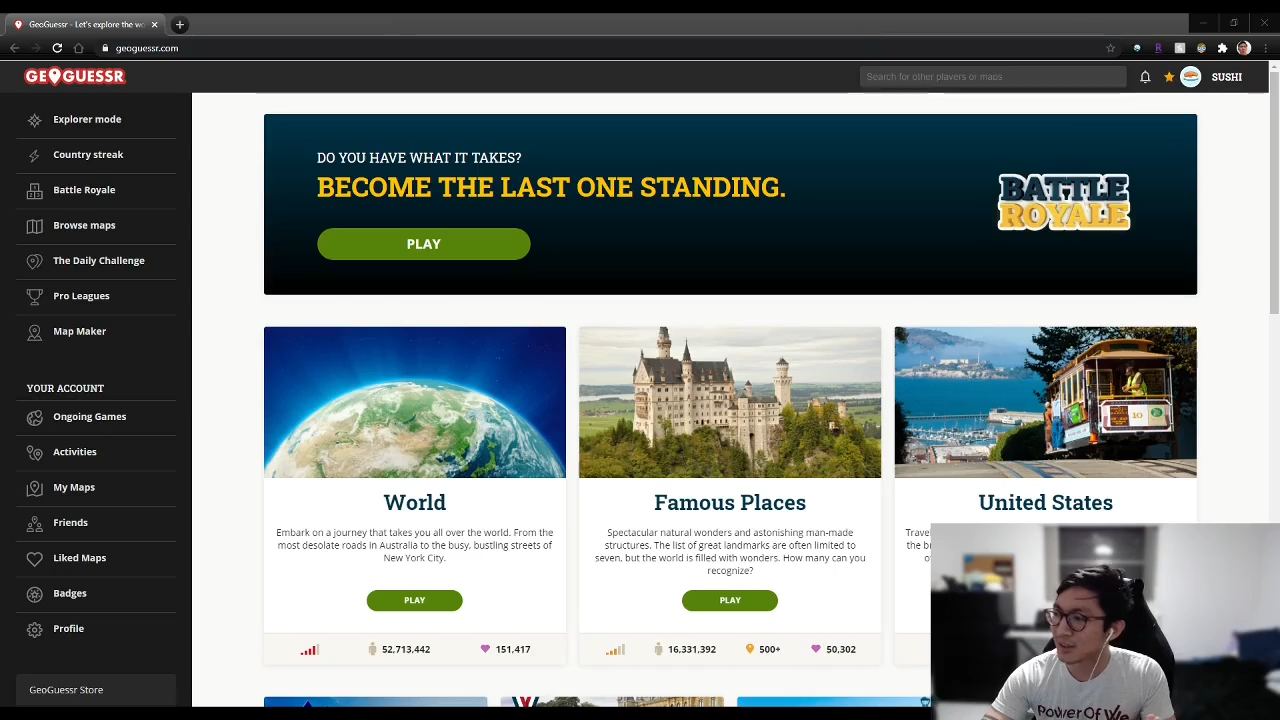 GeoGuessr - Let's explore the wo
geoguessr.com
GEOGUESSR
Search for other players or maps
SUSHI
Explorer mode
Country streak
Battle Royale
Browse maps
The Daily Challenge
Pro Leagues
Map Maker
YOUR ACCOUNT
Ongoing Games
Activities
My Maps
Friends
Liked Maps
Badges
Profile
GeoGuessr Store
DO YOU HAVE WHAT IT TAKES?
BECOME THE LAST ONE STANDING.
PLAY
BATTLE
ROYALE
World
Embark on a journey that takes you all over the world. From the
most desolate roads in Australia to the busy, bustling streets of
New York City.
PLAY
52,713,442
151,417
Famous Places
Spectacular natural wonders and astonishing man-made
structures. The list of great landmarks are often limited to
seven, but the world is filled with wonders. How many can you
recognize?
PLAY
16,331,392
500+
50,302
10
United States
Power Of